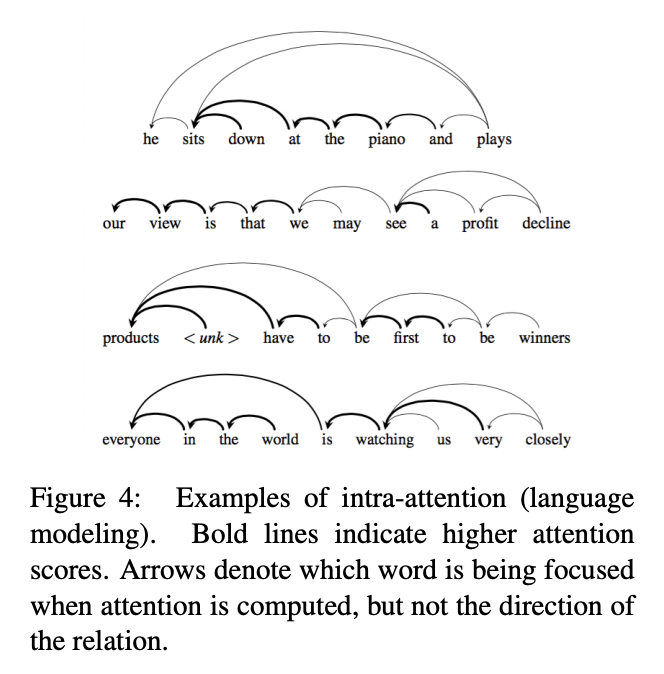 he sits down at the piano and plays
our view is that we may see a profit decline
products < unk > have to be first to be winners
everyone in the world is watching us very closely
Figure 4: Examples of intra-attention (language
modeling). Bold lines indicate higher attention
scores. Arrows denote which word is being focused
when attention is computed, but not the direction of
the relation.